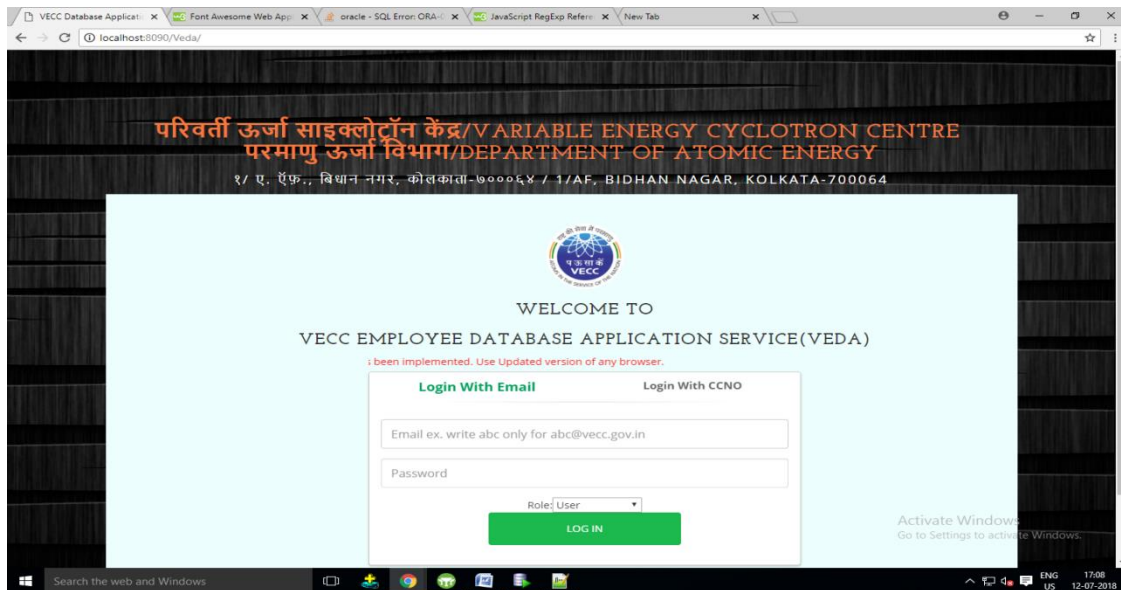 VECC Database Applicati
Font Awesome Web App
oracle - SQL Error: ORA-
JavaScript RegExp Refere
New Tab
localhost:8090/Veda/
परिवर्ती ऊर्जा साइक्लोट्रॉन केंद्र/VARIABLE ENERGY CYCLOTRON CENTRE
परमाणु ऊर्जा विभाग/DEPARTMENT OF ATOMIC ENERGY
१/ ए. ऍफ़., बिधान नगर, कोलकाता-७०००६४ / 1/AF, BIDHAN NAGAR, KOLKATA-700064
प ऊ सा कें
VECC
WELCOME TO
VECC EMPLOYEE DATABASE APPLICATION SERVICE(VEDA)
been implemented. Use Updated version of any browser.
Login With Email
Login With CCNO
Email ex. write abc only for abc@vecc.gov.in
Password
Role: User
LOG IN
Activate Windows
Go to Settings to activate Windows.
Search the web and Windows
ENG
US
17:08
12-07-2018